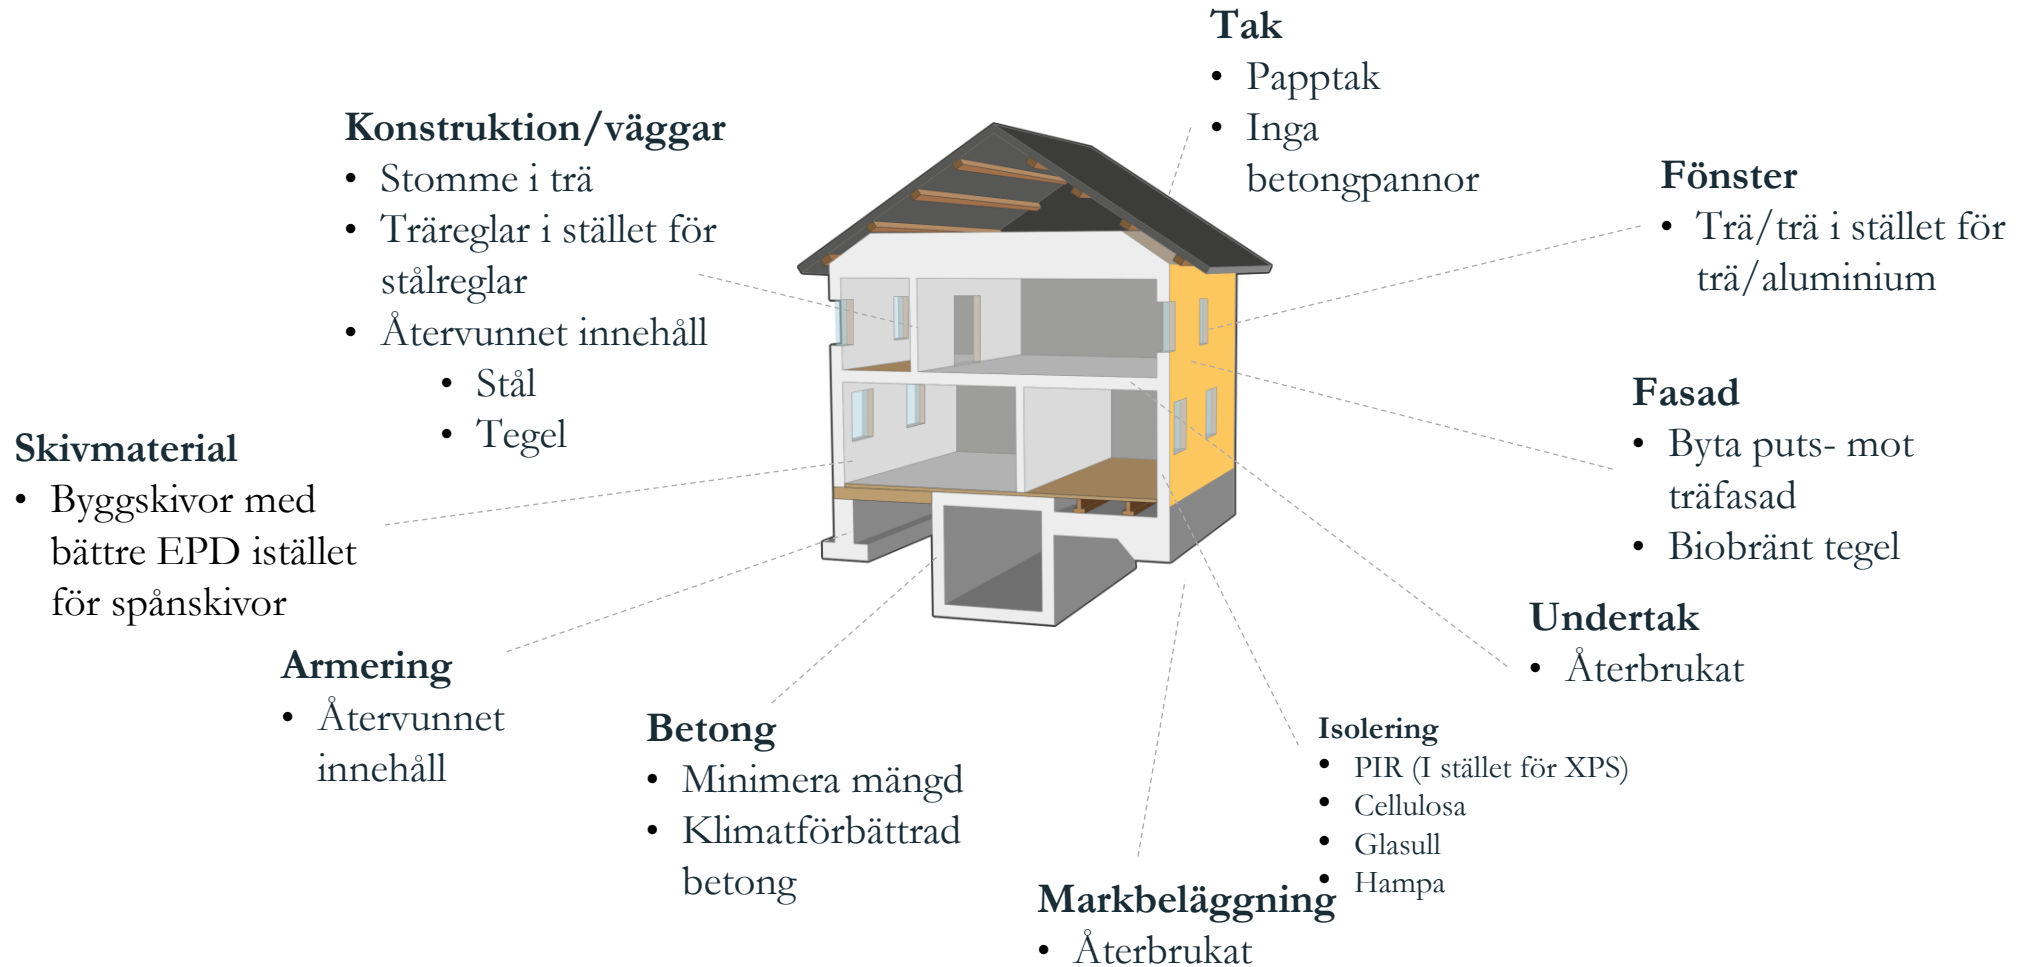 Tak
• Papptak
• Inga
betongpannor
Konstruktion/väggar
• Stomme i trä
• Träreglar i stället för
stålreglar
• Återvunnet innehåll
• Stål
• Tegel
Fönster
• Trä/trä i stället för
trä/aluminium
Fasad
• Byta puts- mot
träfasad
• Biobränt tegel
Skivmaterial
• Byggskivor med
bättre EPD istället
för spånskivor
Undertak
• Återbrukat
Armering
• Återvunnet
innehåll
Betong
• Minimera mängd
• Klimatförbättrad
betong
Isolering
• PIR (I stället för XPS)
• Cellulosa
• Glasull
• Hampa
Markbeläggning
• Återbrukat